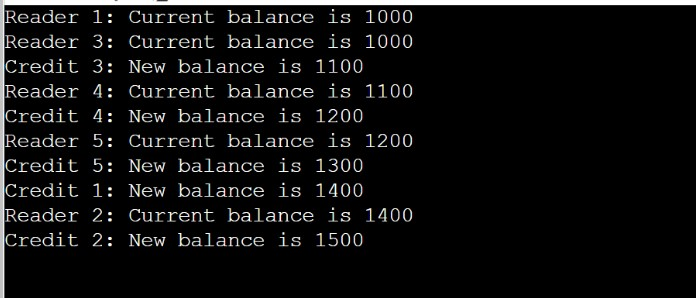 Reader 1: Current balance is 1000
Reader 3: Current balance is 1000
Credit 3: New balance is 1100
Reader 4: Current balance is 1100
Credit 4: New balance is 1200
Reader 5: Current balance is 1200
Credit 5: New balance is 1300
Credit 1: New balance is 1400
Reader 2: Current balance is 1400
Credit 2: New balance is 1500